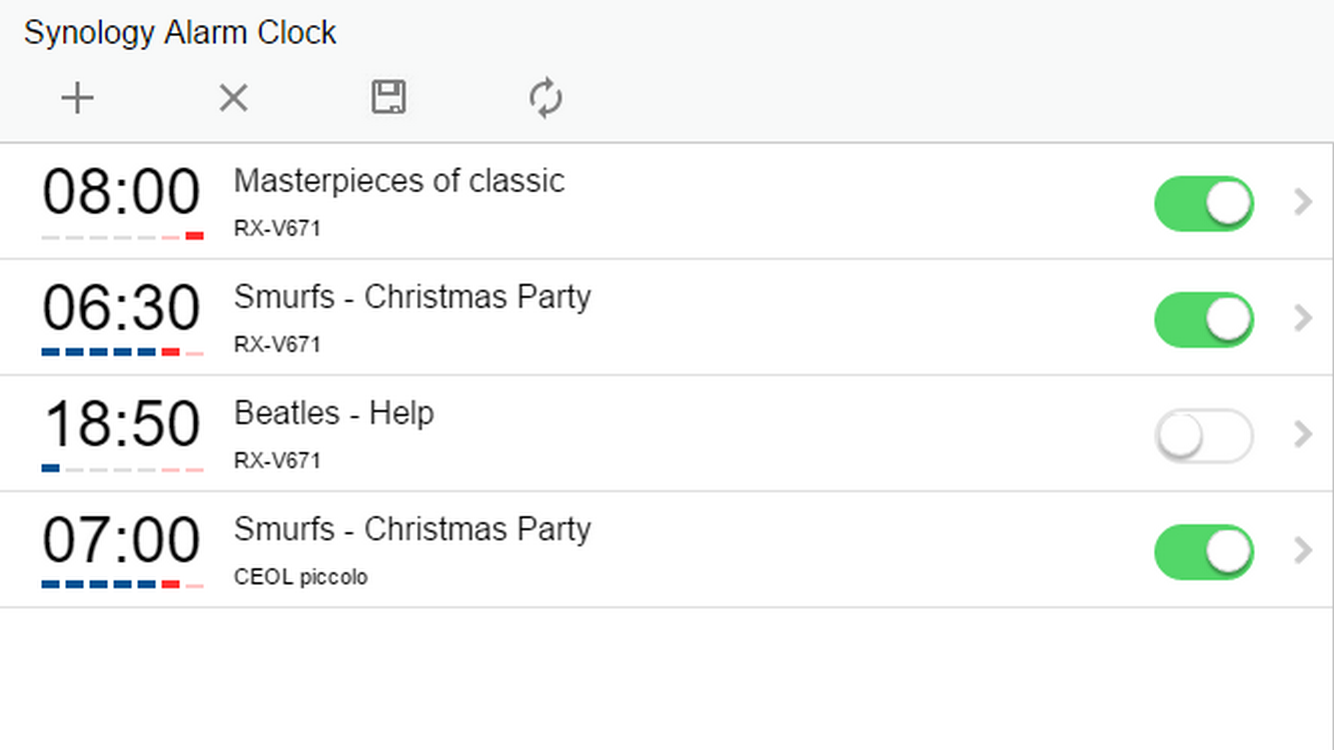 Synology Alarm Clock
08:00 Masterpieces of classic
RX-V671
06:30 Smurfs - Christmas Party
RX-V671
18:50 Beatles - Help
RX-V671
07:00 Smurfs - Christmas Party
CEOL piccolo